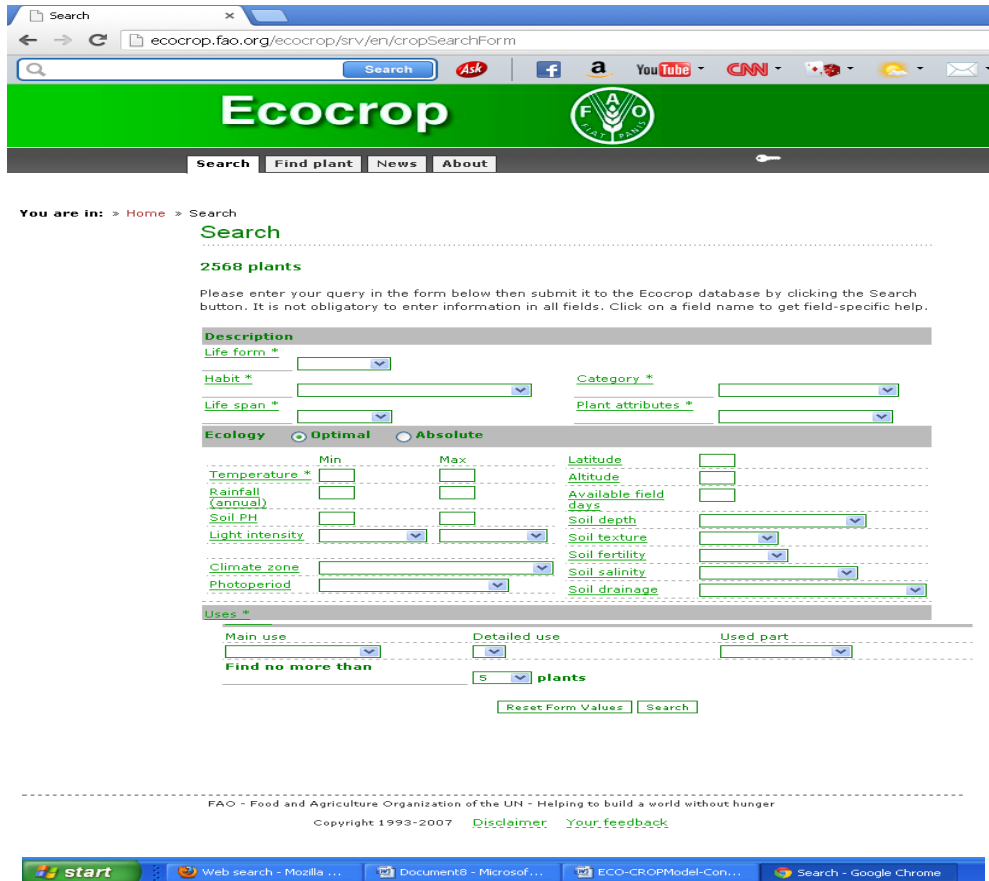 Search ×
ecocrop.fao.org/ecocrop/srv/en/cropSearchForm
Search Ask f a YouTube CNN
Ecocrop FAO FIAT PANIS
Search Find plant News About
You are in: » Home » Search
Search
2568 plants
Please enter your query in the form below then submit it to the Ecocrop database by clicking the Search
button. It is not obligatory to enter information in all fields. Click on a field name to get field-specific help.
Description
Life form *
Habit * Category *
Life span * Plant attributes *
Ecology Optimal Absolute
Min Max Latitude
Temperature * Altitude
Rainfall (annual) Available field days
Soil PH Soil depth
Light intensity Soil texture
Soil fertility
Climate zone Soil salinity
Photoperiod Soil drainage
Uses *
Main use Detailed use Used part
Find no more than
5 plants
Reset Form Values Search
FAO - Food and Agriculture Organization of the UN - Helping to build a world without hunger
Copyright 1993-2007 Disclaimer Your feedback
start Web search - Mozilla ... Document8 - Microsof... ECO-CROPModel-Con... Search - Google Chrome